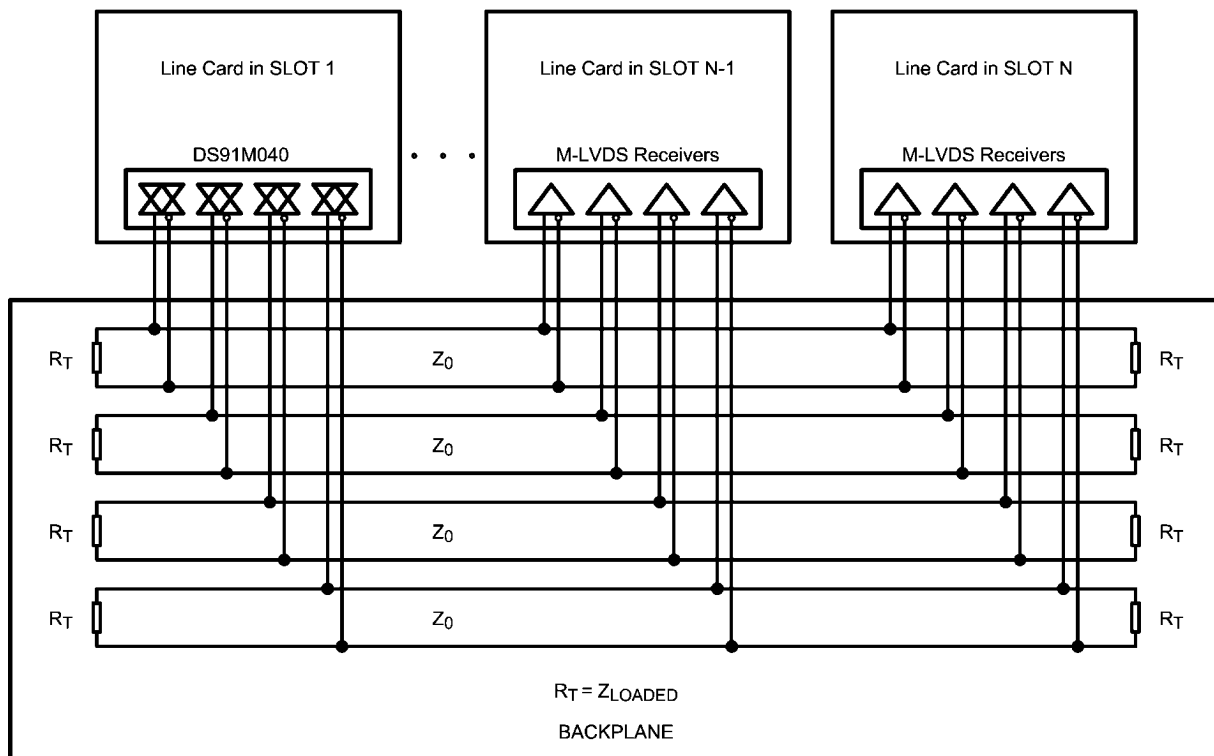 Line Card in SLOT 1
Line Card in SLOT N-1
Line Card in SLOT N
DS91M040
M-LVDS Receivers
M-LVDS Receivers
RT
Z0
RT
RT
Z0
RT
RT
Z0
RT
RT
Z0
RT
RT = ZLOADED
BACKPLANE